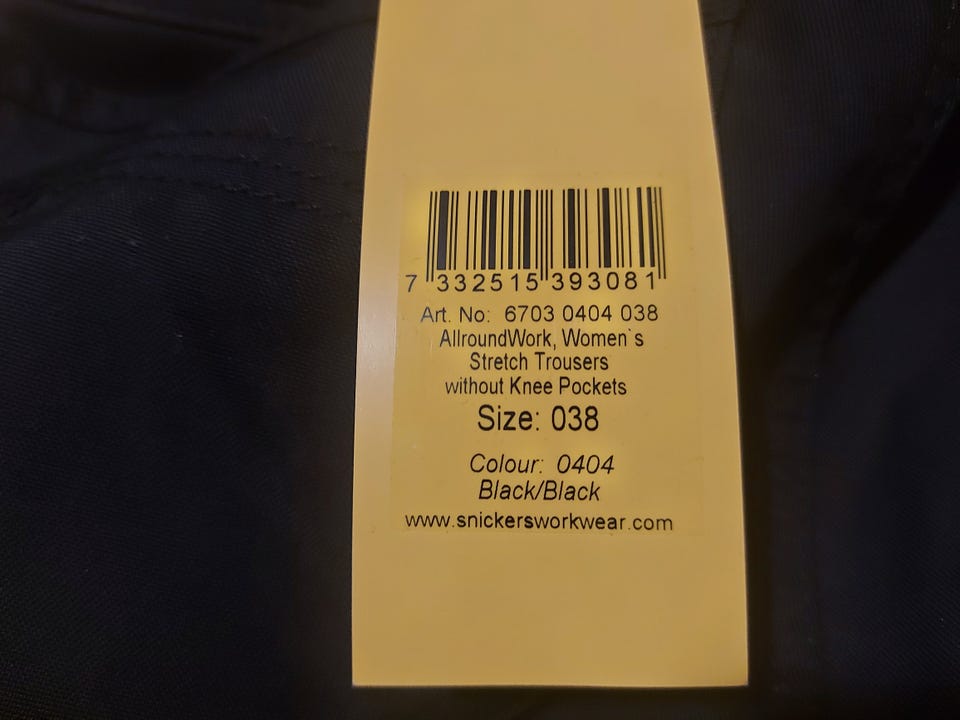 7 332515 393081
Art. No: 6703 0404 038
AllroundWork, Women`s
Stretch Trousers
without Knee Pockets
Size: 038
Colour: 0404
Black/Black
www.snickersworkwear.com